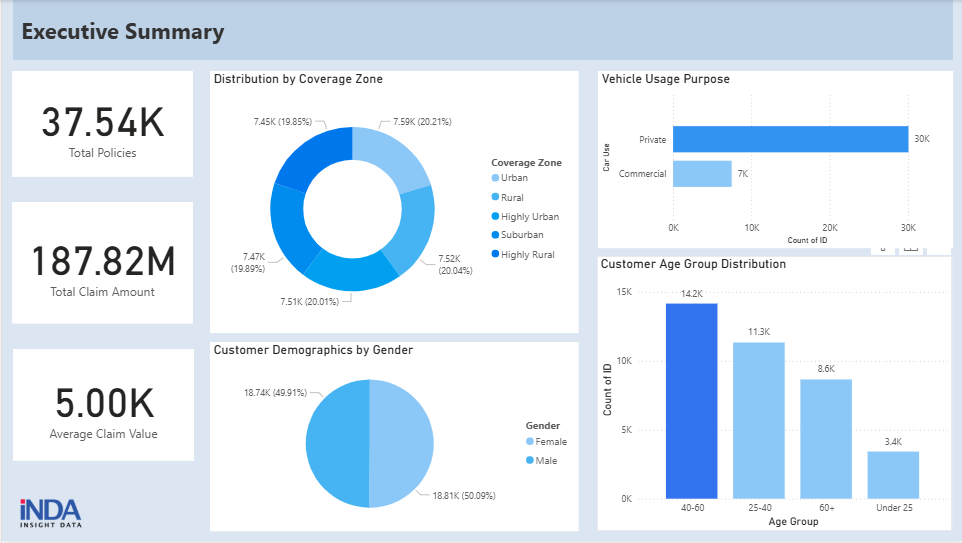 Executive Summary
37.54K
Total Policies
187.82M
Total Claim Amount
5.00K
Average Claim Value
iNDA
INSIGHT DATA
Distribution by Coverage Zone
7.45K (19.85%)
7.59K (20.21%)
7.47K
(19.89%)
7.52K
(20.04%)
7.51K (20.01%)
Coverage Zone
Urban
Rural
Highly Urban
Suburban
Highly Rural
Customer Demographics by Gender
18.74K (49.91%)
18.81K (50.09%)
Gender
Female
Male
Vehicle Usage Purpose
Car Use
Private
30K
Commercial
7K
0K 10K 20K 30K
Count of ID
Customer Age Group Distribution
Count of ID
15K
10K
5K
0K
14.2K
11.3K
8.6K
3.4K
40-60 25-40 60+ Under 25
Age Group